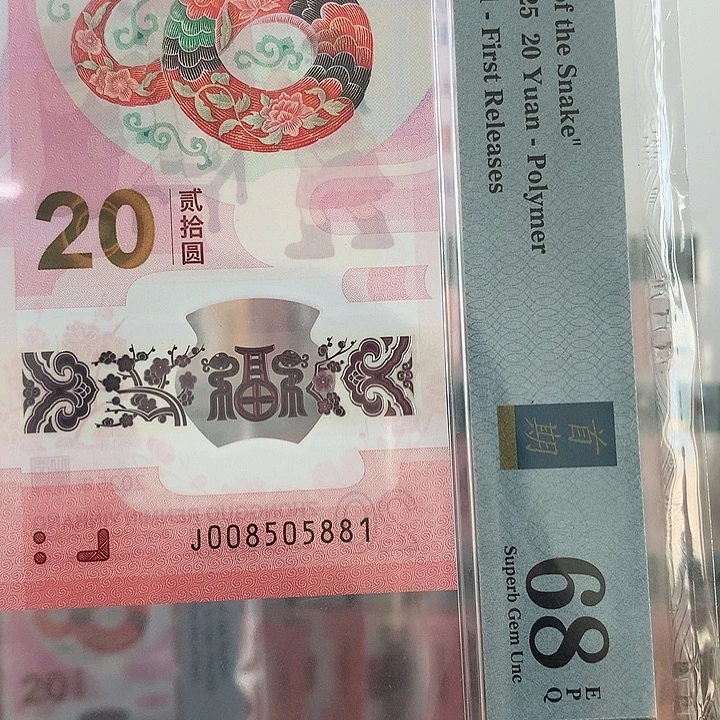 20
贰拾圆
J008505881
of the Snake"
25 20 Yuan - Polymer
- First Releases
首期
68
EPQ
Superb Gem Unc
20